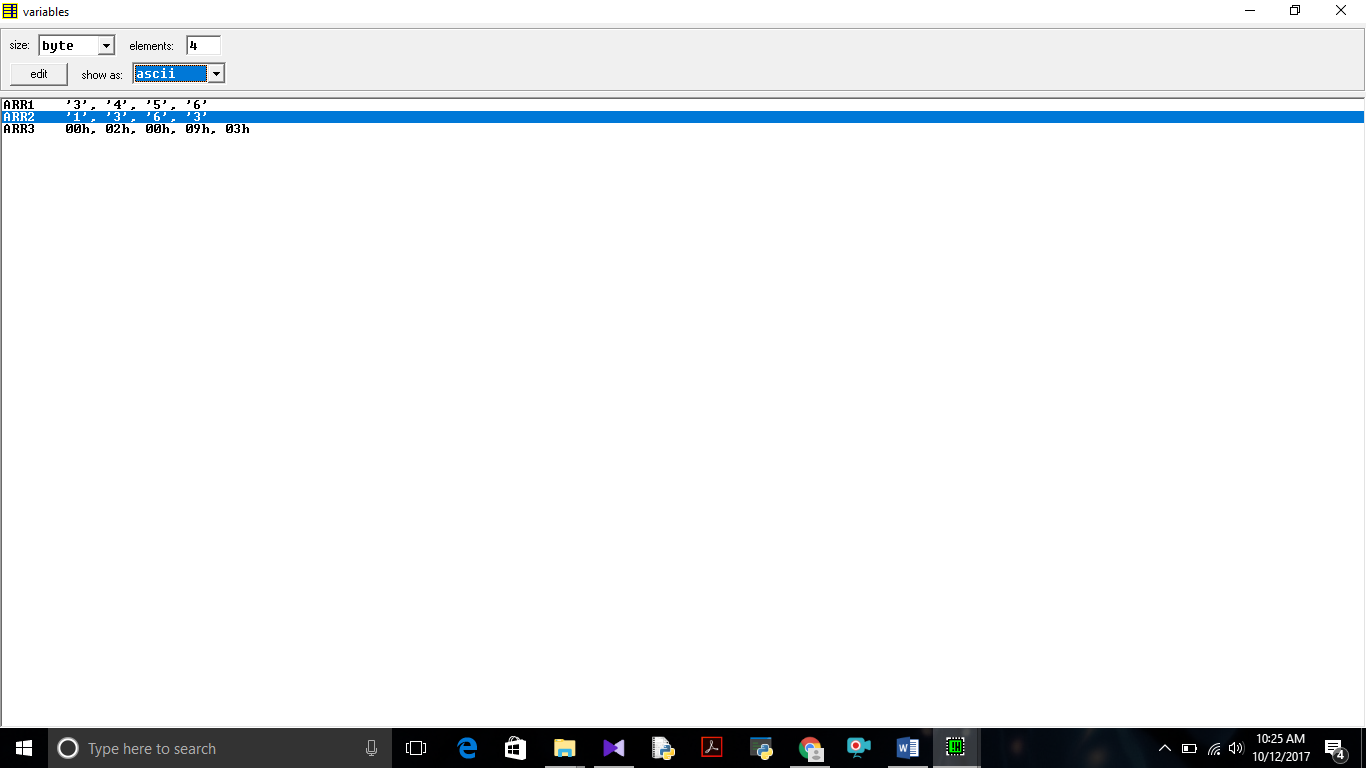 variables
size: byte elements: 4
edit show as: ascii
ARR1 '3', '4', '5', '6'
ARR2 '1', '3', '6', '3'
ARR3 00h, 02h, 00h, 09h, 03h
Type here to search
10:25 AM
10/12/2017
4